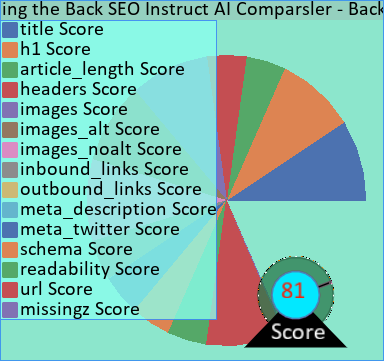 ing the Back SEO Instruct AI Comparsler - Back
title Score
h1 Score
article_length Score
headers Score
images Score
images_alt Score
images_noalt Score
inbound_links Score
outbound_links Score
meta_description Score
meta_twitter Score
schema Score
readability Score
url Score
missingz Score
81
Score